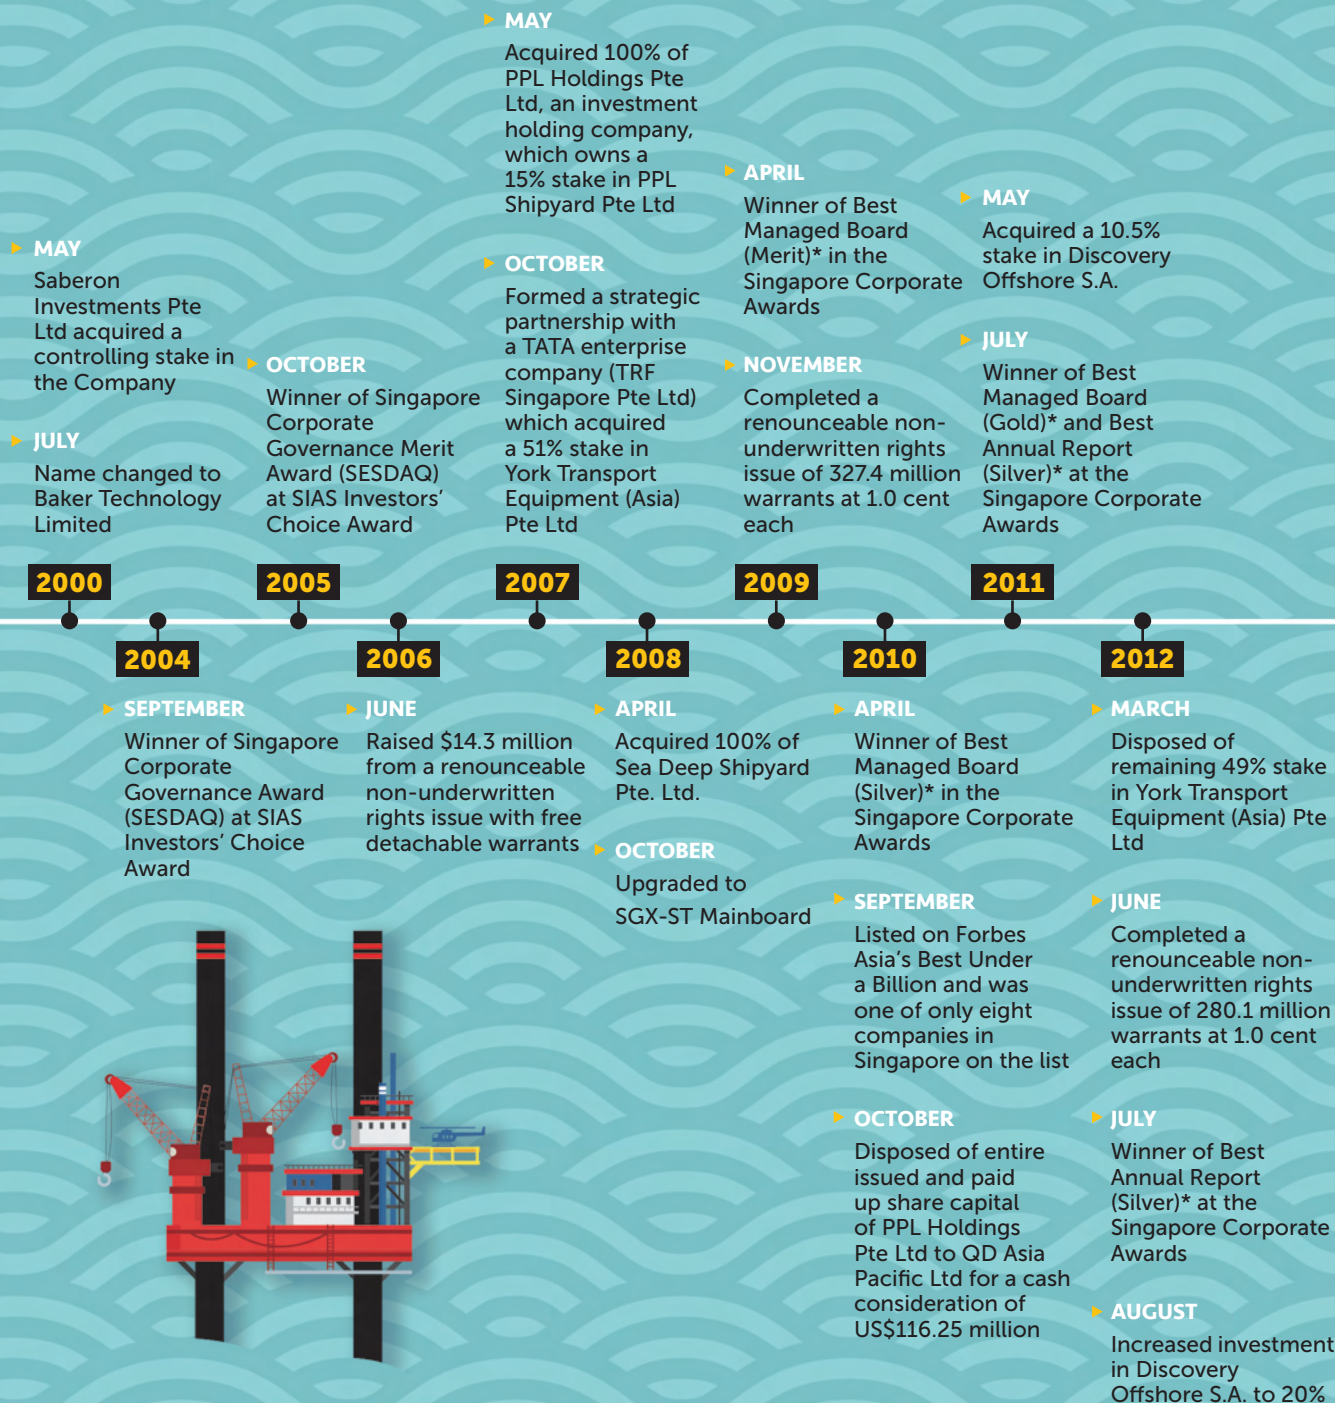 2000
MAY
Saberon
Investments Pte
Ltd acquired a
controlling stake in
the Company
JULY
Name changed to
Baker Technology
Limited
2004
SEPTEMBER
Winner of Singapore
Corporate
Governance Award
(SESDAQ) at SIAS
Investors’ Choice
Award
2005
OCTOBER
Winner of Singapore
Corporate
Governance Merit
Award (SESDAQ)
at SIAS Investors’
Choice Award
2006
JUNE
Raised $14.3 million
from a renounceable
non-underwritten
rights issue with free
detachable warrants
2007
MAY
Acquired 100% of
PPL Holdings Pte
Ltd, an investment
holding company,
which owns a
15% stake in PPL
Shipyard Pte Ltd
OCTOBER
Formed a strategic
partnership with
a TATA enterprise
company (TRF
Singapore Pte Ltd)
which acquired
a 51% stake in
York Transport
Equipment (Asia)
Pte Ltd
2008
APRIL
Acquired 100% of
Sea Deep Shipyard
Pte. Ltd.
OCTOBER
Upgraded to
SGX-ST Mainboard
2009
APRIL
Winner of Best
Managed Board
(Merit)* in the
Singapore Corporate
Awards
NOVEMBER
Completed a
renounceable non-
underwritten rights
issue of 327.4 million
warrants at 1.0 cent
each
2010
APRIL
Winner of Best
Managed Board
(Silver)* in the
Singapore Corporate
Awards
SEPTEMBER
Listed on Forbes
Asia’s Best Under
a Billion and was
one of only eight
companies in
Singapore on the list
OCTOBER
Disposed of entire
issued and paid
up share capital
of PPL Holdings
Pte Ltd to QD Asia
Pacific Ltd for a cash
consideration of
US$116.25 million
2011
MAY
Acquired a 10.5%
stake in Discovery
Offshore S.A.
JULY
Winner of Best
Managed Board
(Gold)* and Best
Annual Report
(Silver)* at the
Singapore Corporate
Awards
2012
MARCH
Disposed of
remaining 49% stake
in York Transport
Equipment (Asia) Pte
Ltd
JUNE
Completed a
renounceable non-
underwritten rights
issue of 280.1 million
warrants at 1.0 cent
each
JULY
Winner of Best
Annual Report
(Silver)* at the
Singapore Corporate
Awards
AUGUST
Increased investment
in Discovery
Offshore S.A. to 20%